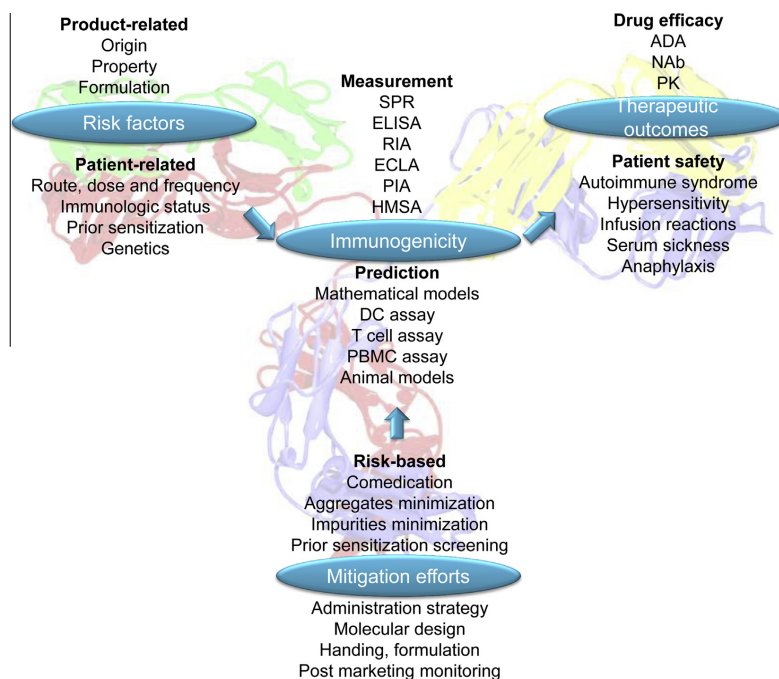 Product-related
Origin
Property
Formulation
Risk factors
Patient-related
Route, dose and frequency
Immunologic status
Prior sensitization
Genetics
Measurement
SPR
ELISA
RIA
ECLA
PIA
HMSA
Immunogenicity
Prediction
Mathematical models
DC assay
T cell assay
PBMC assay
Animal models
Drug efficacy
ADA
NAb
PK
Therapeutic
outcomes
Patient safety
Autoimmune syndrome
Hypersensitivity
Infusion reactions
Serum sickness
Anaphylaxis
Risk-based
Comedication
Aggregates minimization
Impurities minimization
Prior sensitization screening
Mitigation efforts
Administration strategy
Molecular design
Handing, formulation
Post marketing monitoring